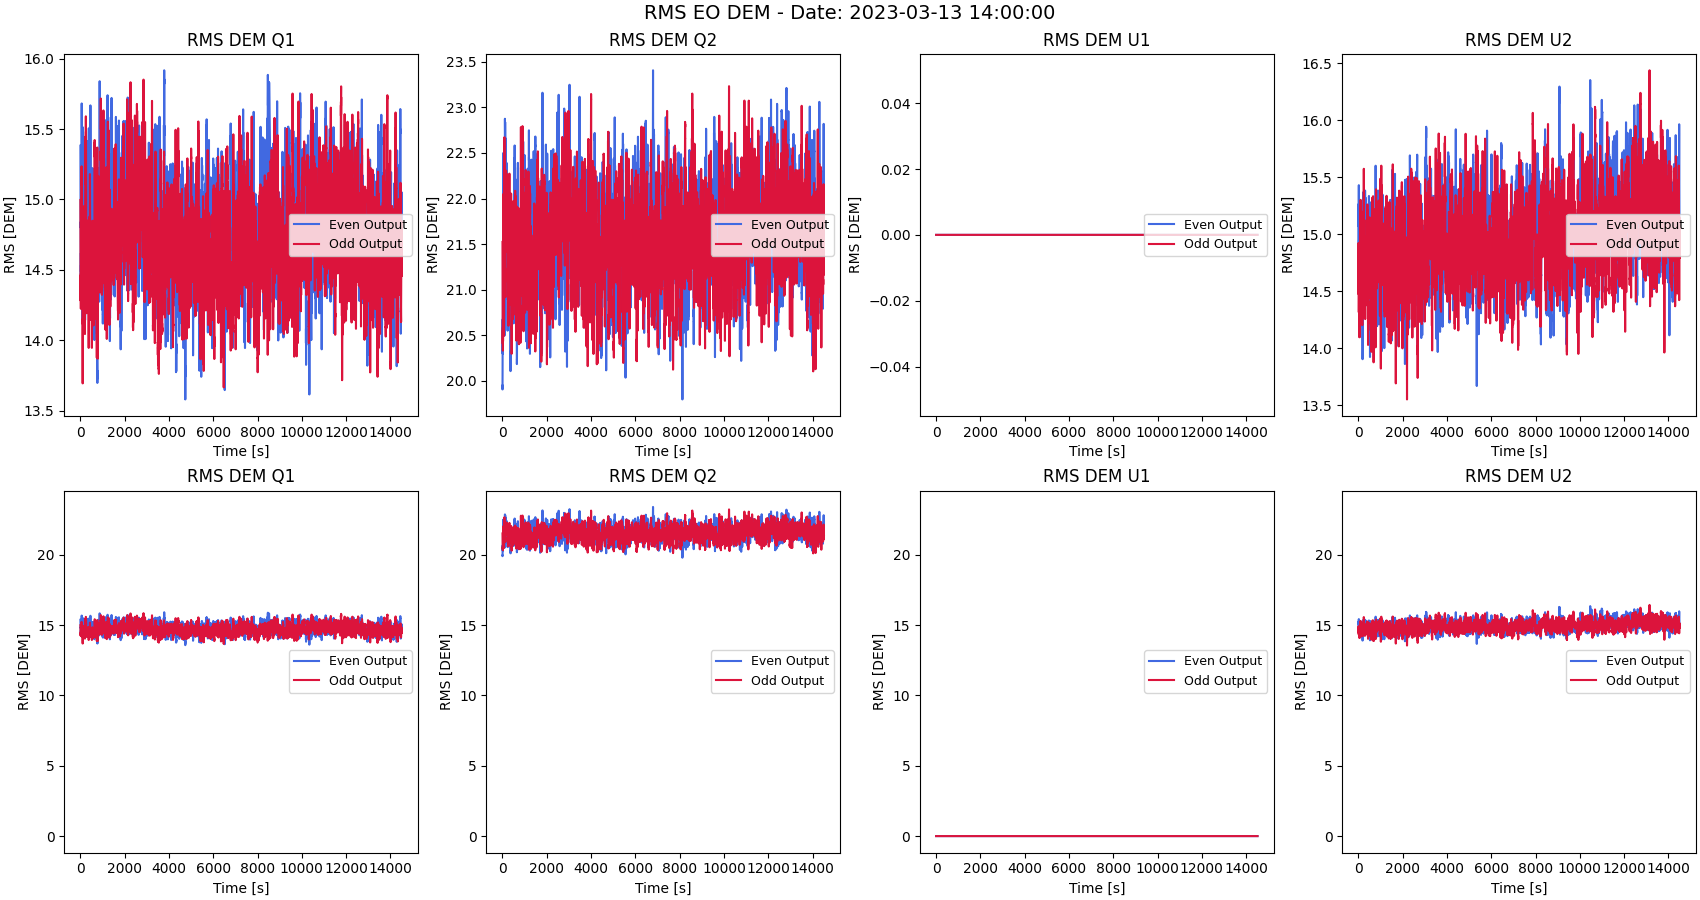 RMS EO DEM - Date: 2023-03-13 14:00:00
RMS DEM Q1
RMS [DEM]
16.0
15.5
15.0
14.5
14.0
13.5
0 2000 4000 6000 8000 10000 12000 14000
Time [s]
Even Output
Odd Output
RMS DEM Q2
RMS [DEM]
23.5
23.0
22.5
22.0
21.5
21.0
20.5
20.0
0 2000 4000 6000 8000 10000 12000 14000
Time [s]
Even Output
Odd Output
RMS DEM U1
RMS [DEM]
0.04
0.02
0.00
−0.02
−0.04
0 2000 4000 6000 8000 10000 12000 14000
Time [s]
Even Output
Odd Output
RMS DEM U2
RMS [DEM]
16.5
16.0
15.5
15.0
14.5
14.0
13.5
0 2000 4000 6000 8000 10000 12000 14000
Time [s]
Even Output
Odd Output
RMS DEM Q1
RMS [DEM]
20
15
10
5
0
0 2000 4000 6000 8000 10000 12000 14000
Time [s]
Even Output
Odd Output
RMS DEM Q2
RMS [DEM]
20
15
10
5
0
0 2000 4000 6000 8000 10000 12000 14000
Time [s]
Even Output
Odd Output
RMS DEM U1
RMS [DEM]
20
15
10
5
0
0 2000 4000 6000 8000 10000 12000 14000
Time [s]
Even Output
Odd Output
RMS DEM U2
RMS [DEM]
20
15
10
5
0
0 2000 4000 6000 8000 10000 12000 14000
Time [s]
Even Output
Odd Output